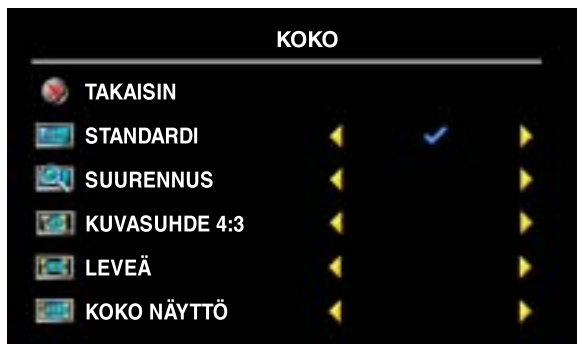 KOKO
TAKAISIN
STANDARDI
SUURENNUS
KUVASUHDE 4:3
LEVEÄ
KOKO NÄYTTÖ